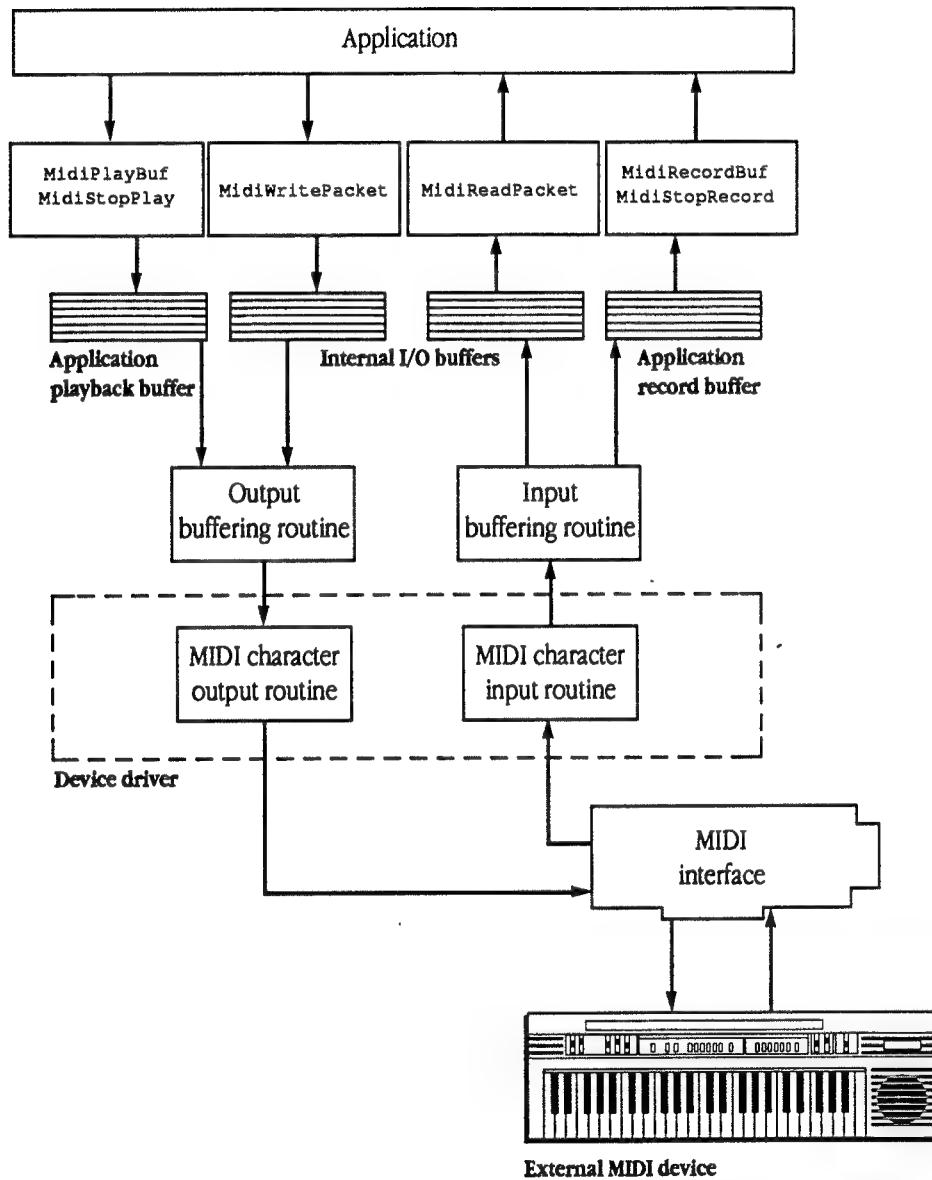 Application
MidiPlayBuf
MidiStopPlay
MidiWritePacket
MidiReadPacket
MidiRecordBuf
MidiStopRecord
Application
playback buffer
Internal I/O buffers
Application
record buffer
Output
buffering routine
Input
buffering routine
MIDI character
output routine
MIDI character
input routine
Device driver
MIDI
interface
External MIDI device